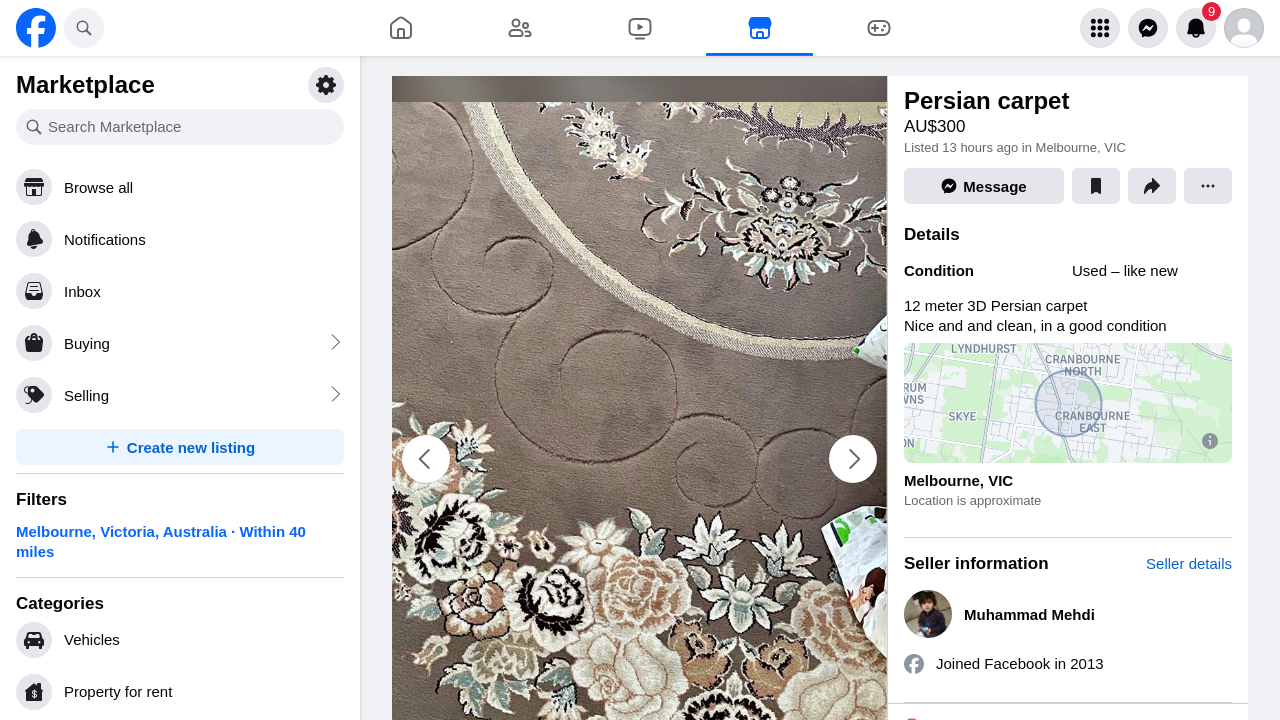 9
Marketplace
Search Marketplace
Browse all
Notifications
Inbox
Buying
Selling
Create new listing
Filters
Melbourne, Victoria, Australia · Within 40
miles
Categories
Vehicles
Property for rent
Persian carpet
AU$300
Listed 13 hours ago in Melbourne, VIC
Message
Details
Condition
Used – like new
12 meter 3D Persian carpet
Nice and and clean, in a good condition
LYNDHURST
CRANBOURNE
NORTH
RUM
WNS
SKYE
CRANBOURNE
EAST
ON
Melbourne, VIC
Location is approximate
Seller information
Seller details
Muhammad Mehdi
Joined Facebook in 2013